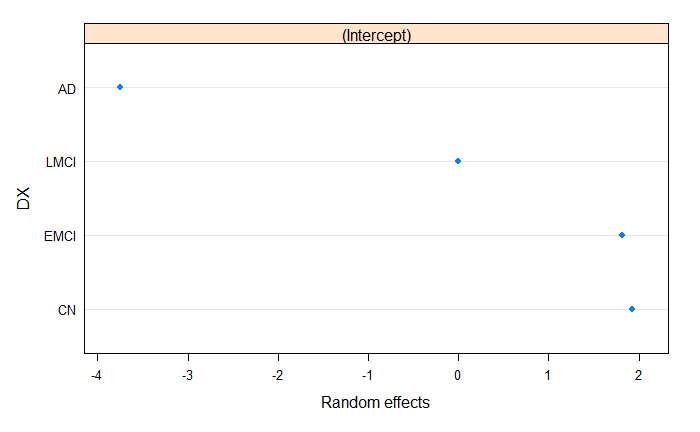 (Intercept)
AD
LMCI
EMCI
CN
DX
-4 -3 -2 -1 0 1 2
Random effects